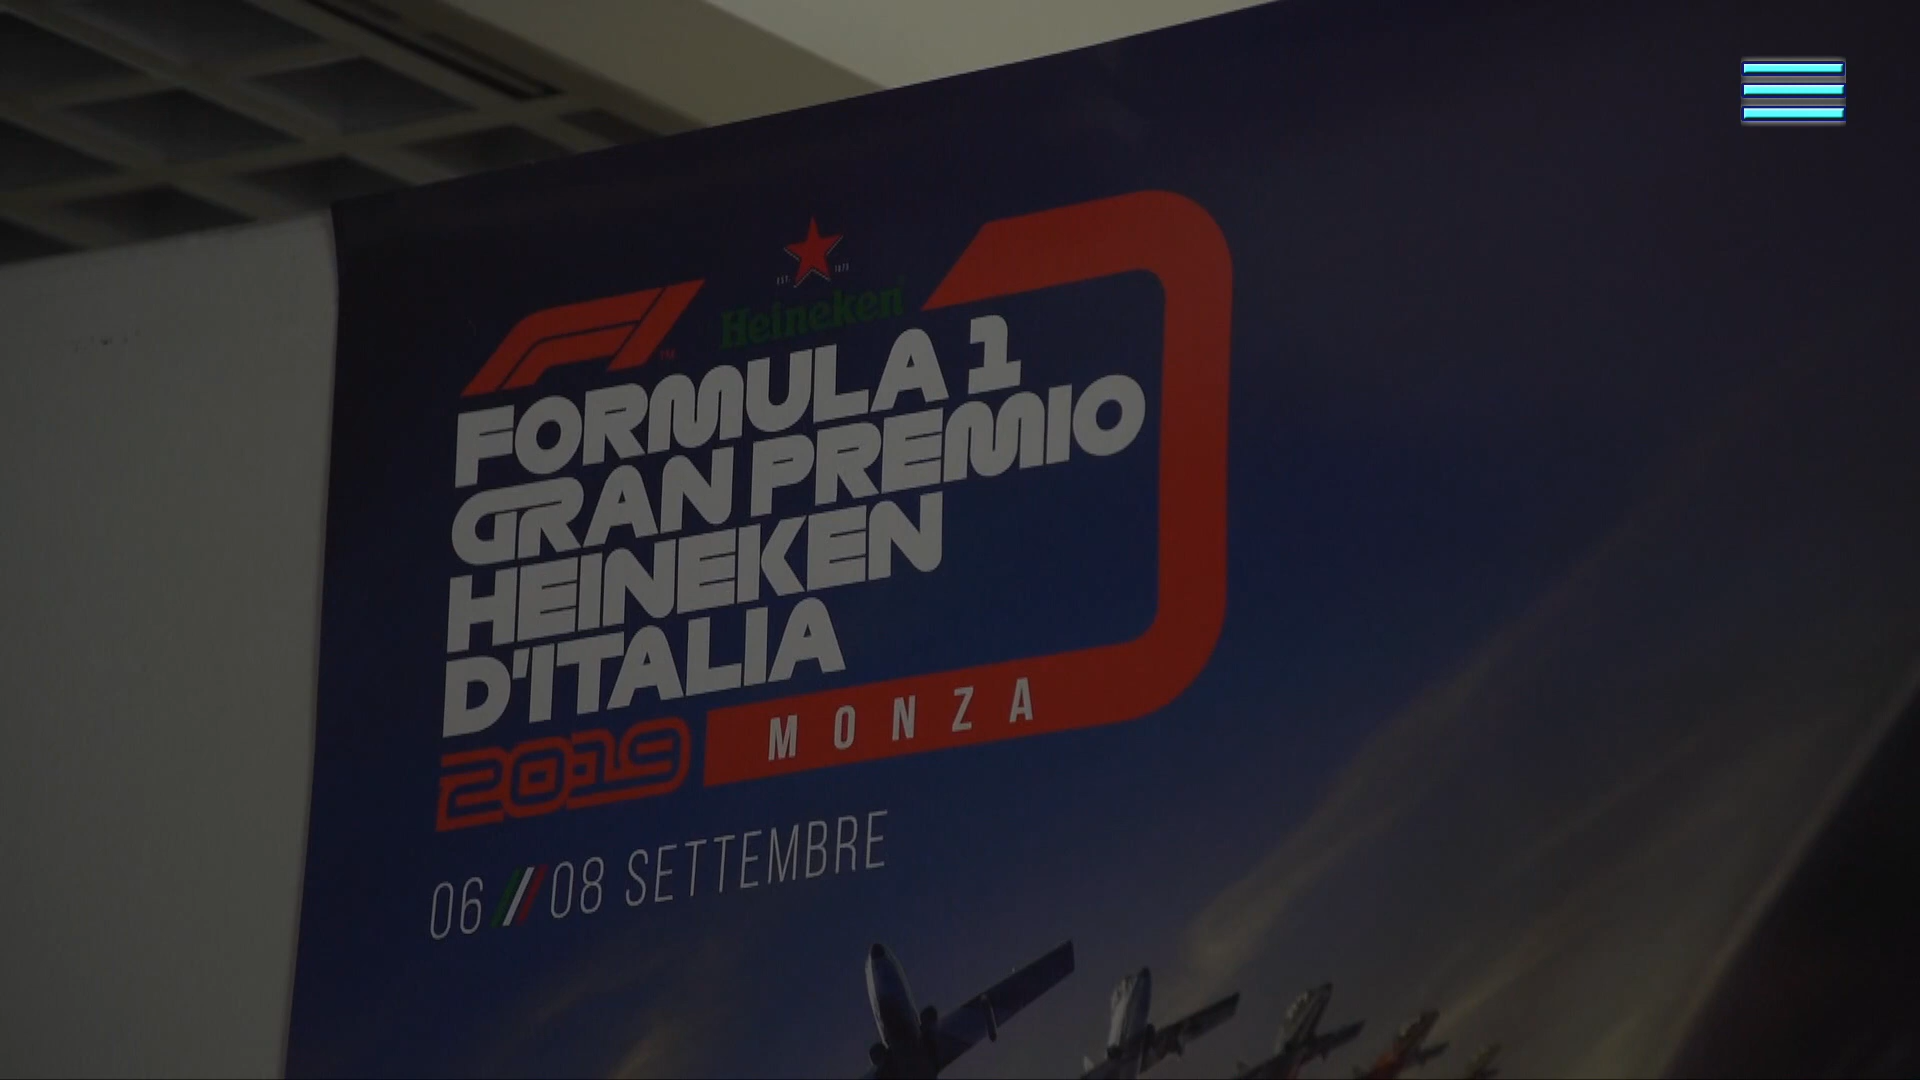 F1
Heineken
FORMULA 1
GRAN PREMIO
HEINEKEN
D'ITALIA
2019 MONZA
06//08 SETTEMBRE